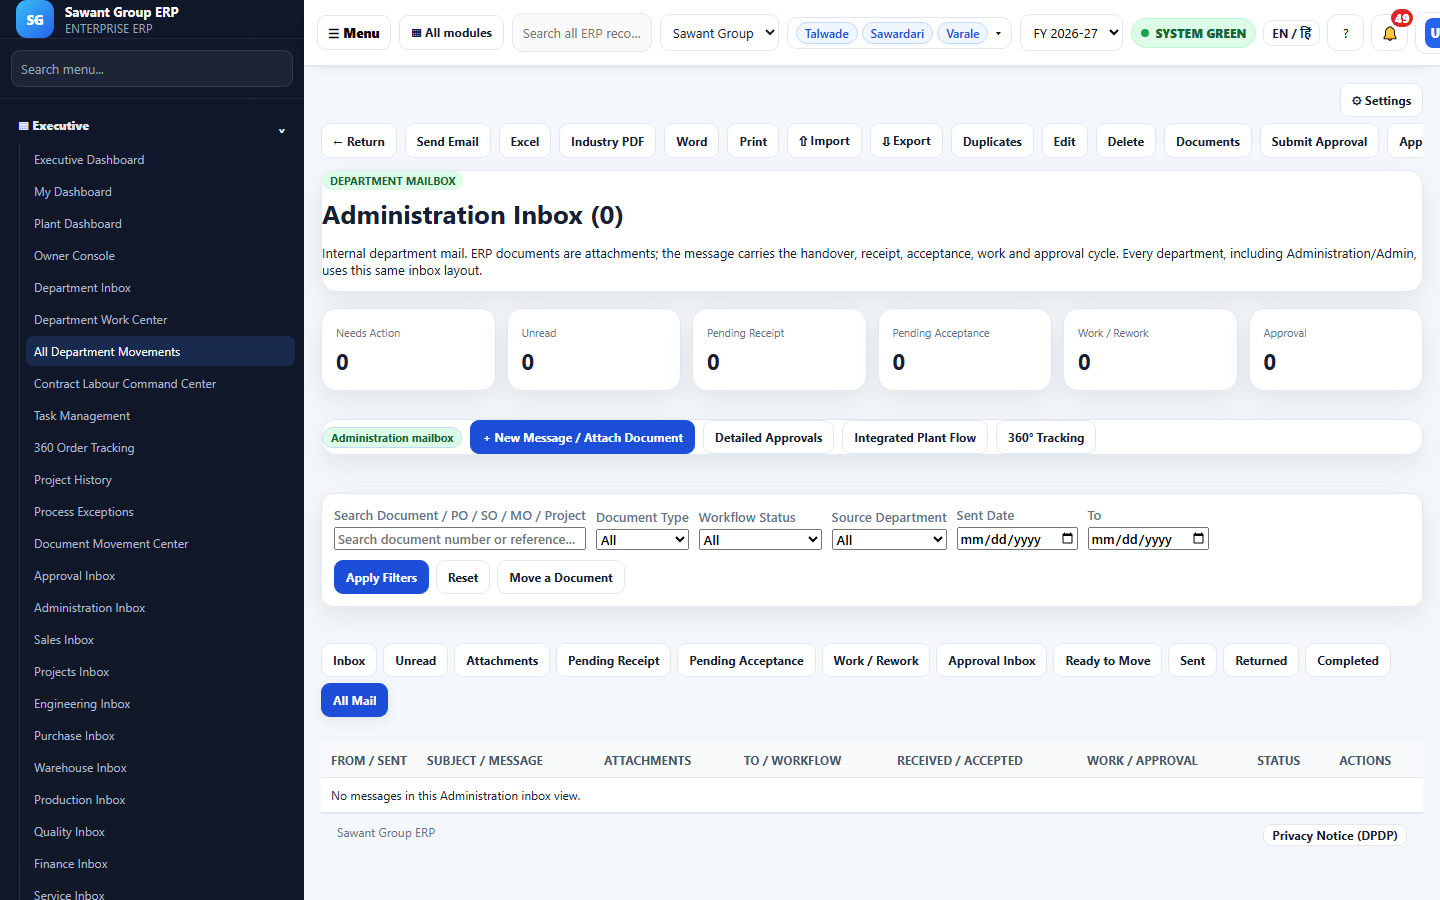 SG
Sawant Group ERP
ENTERPRISE ERP
Search menu...
Executive
Executive Dashboard
My Dashboard
Plant Dashboard
Owner Console
Department Inbox
Department Work Center
All Department Movements
Contract Labour Command Center
Task Management
360 Order Tracking
Project History
Process Exceptions
Document Movement Center
Approval Inbox
Administration Inbox
Sales Inbox
Projects Inbox
Engineering Inbox
Purchase Inbox
Warehouse Inbox
Production Inbox
Quality Inbox
Finance Inbox
Service Inbox
☰ Menu
All modules
Search all ERP reco...
Sawant Group
Talwade Sawardari Varale
FY 2026-27
SYSTEM GREEN
EN / हिं
?
49
U
⚙ Settings
← Return
Send Email
Excel
Industry PDF
Word
Print
⇧ Import
⇩ Export
Duplicates
Edit
Delete
Documents
Submit Approval
App
DEPARTMENT MAILBOX
Administration Inbox (0)
Internal department mail. ERP documents are attachments; the message carries the handover, receipt, acceptance, work and approval cycle. Every department, including Administration/Admin,
uses this same inbox layout.
Needs Action
0
Unread
0
Pending Receipt
0
Pending Acceptance
0
Work / Rework
0
Approval
0
Administration mailbox
+ New Message / Attach Document
Detailed Approvals
Integrated Plant Flow
360° Tracking
Search Document / PO / SO / MO / Project
Search document number or reference...
Document Type
All
Workflow Status
All
Source Department
All
Sent Date
mm/dd/yyyy
To
mm/dd/yyyy
Apply Filters
Reset
Move a Document
Inbox
Unread
Attachments
Pending Receipt
Pending Acceptance
Work / Rework
Approval Inbox
Ready to Move
Sent
Returned
Completed
All Mail
FROM / SENT SUBJECT / MESSAGE ATTACHMENTS TO / WORKFLOW RECEIVED / ACCEPTED WORK / APPROVAL STATUS ACTIONS
No messages in this Administration inbox view.
Sawant Group ERP
Privacy Notice (DPDP)